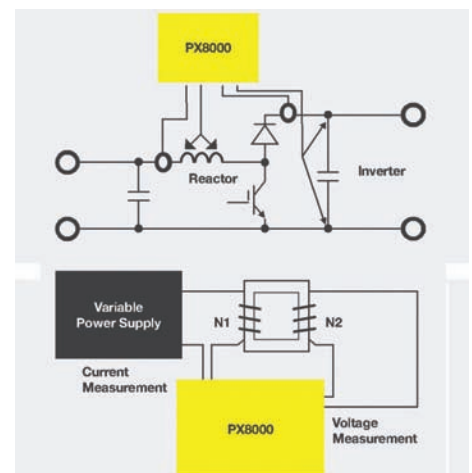 PX8000
Reactor
Inverter
Variable
Power Supply
N1
N2
Current
Measurement
PX8000
Voltage
Measurement